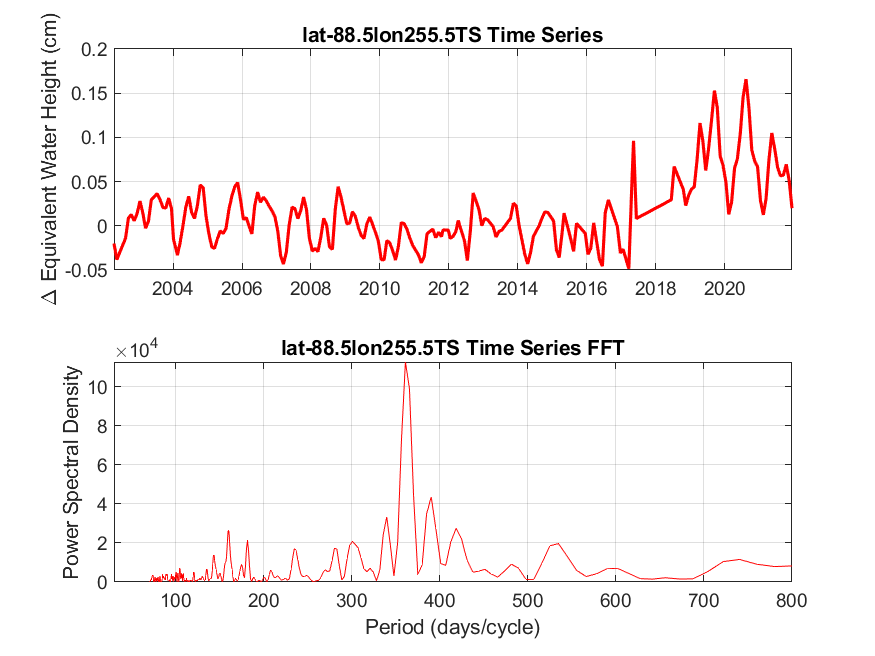 lat-88.5lon255.5TS Time Series
Δ Equivalent Water Height (cm)
0.2
0.15
0.1
0.05
0
-0.05
2004 2006 2008 2010 2012 2014 2016 2018 2020
lat-88.5lon255.5TS Time Series FFT
×10^4
Power Spectral Density
10
8
6
4
2
0
100 200 300 400 500 600 700 800
Period (days/cycle)